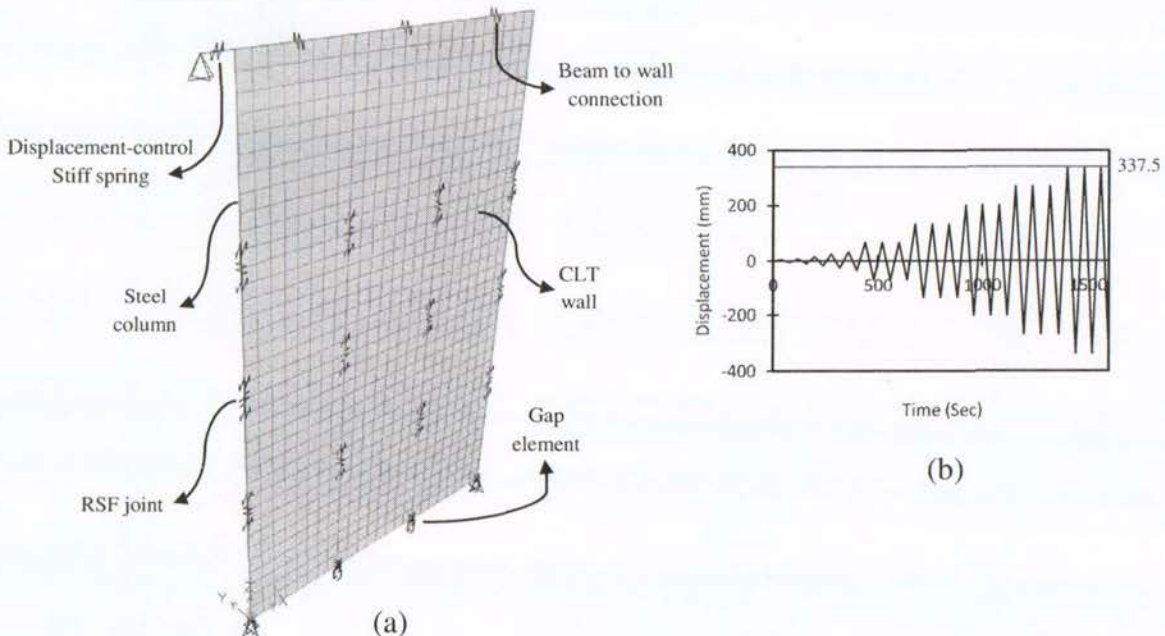 Beam to wall
connection
Displacement-control
Stiff spring
Steel
column
RSF joint
CLT
wall
Gap
element
Y
X
(a)
400
337.5
200
0
-200
-400
0
500
1000
1500
Displacement (mm)
Time (Sec)
(b)